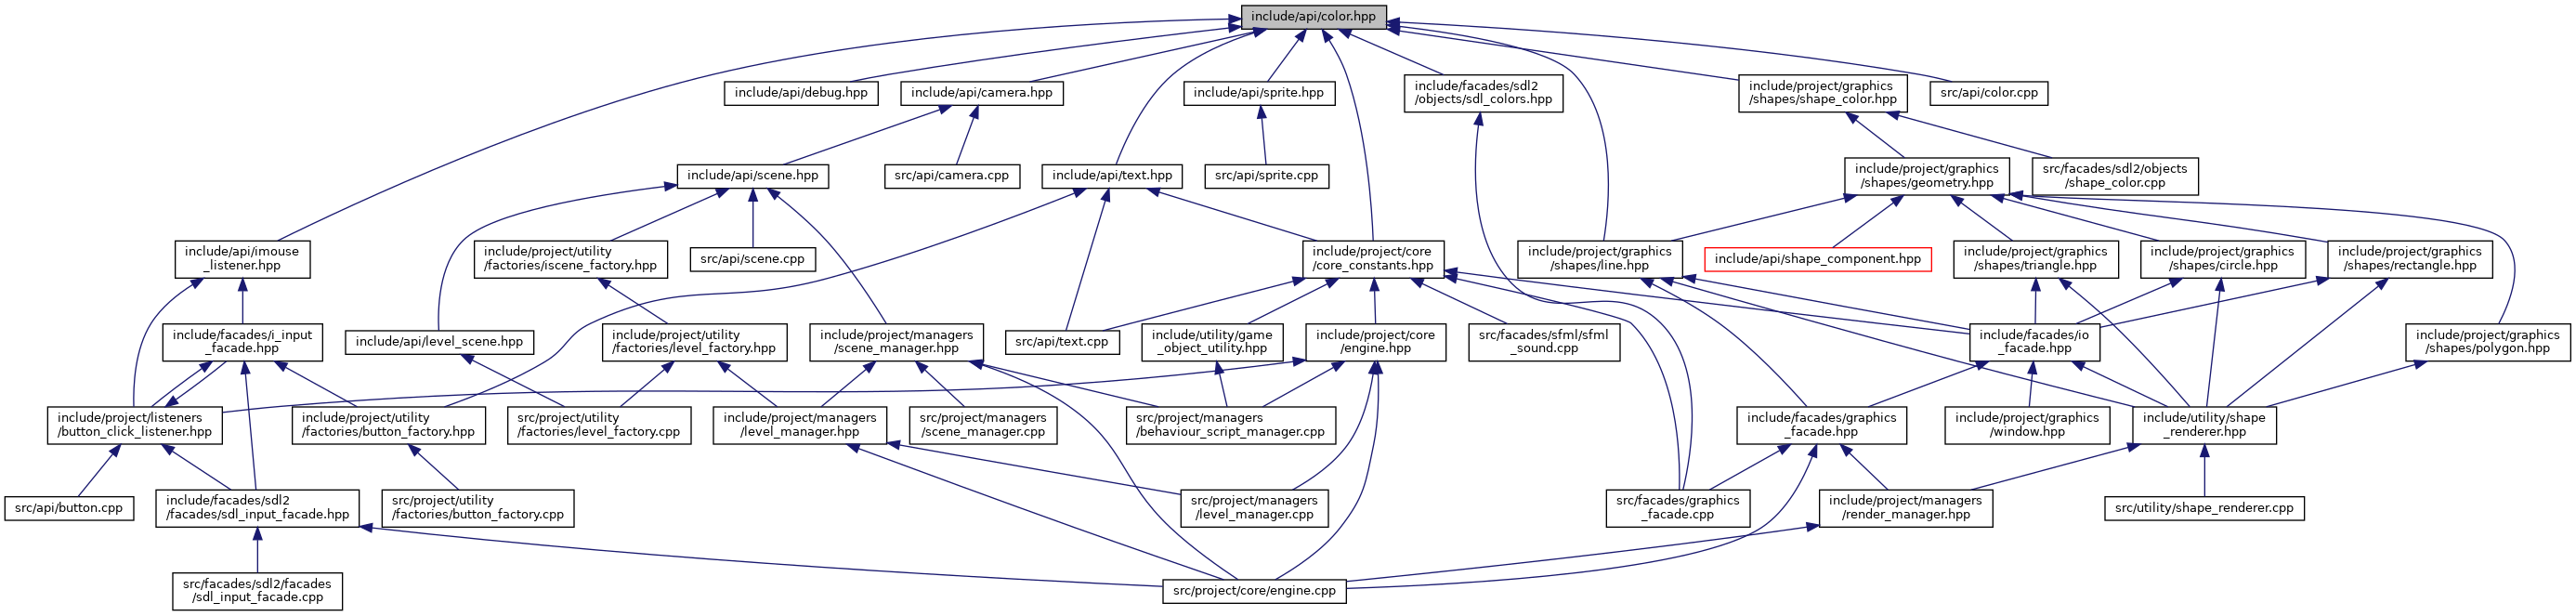 include/api/color.hpp
include/api/debug.hpp
include/api/camera.hpp
include/api/sprite.hpp
include/facades/sdl2
/objects/sdl_colors.hpp
include/project/graphics
/shapes/shape_color.hpp
src/api/color.cpp
include/api/scene.hpp
src/api/camera.cpp
include/api/text.hpp
src/api/sprite.cpp
include/project/graphics
/shapes/geometry.hpp
src/facades/sdl2/objects
/shape_color.cpp
include/api/imouse
_listener.hpp
include/project/utility
/factories/iscene_factory.hpp
src/api/scene.cpp
include/project/core
/core_constants.hpp
include/project/graphics
/shapes/line.hpp
include/api/shape_component.hpp
include/project/graphics
/shapes/triangle.hpp
include/project/graphics
/shapes/circle.hpp
include/project/graphics
/shapes/rectangle.hpp
include/facades/i_input
_facade.hpp
include/api/level_scene.hpp
include/project/utility
/factories/level_factory.hpp
include/project/managers
/scene_manager.hpp
src/api/text.cpp
include/utility/game
_object_utility.hpp
include/project/core
/engine.hpp
src/facades/sfml/sfml
_sound.cpp
include/facades/io
_facade.hpp
include/project/graphics
/shapes/polygon.hpp
include/project/listeners
/button_click_listener.hpp
include/project/utility
/factories/button_factory.hpp
src/project/utility
/factories/level_factory.cpp
include/project/managers
/level_manager.hpp
src/project/managers
/scene_manager.cpp
src/project/managers
/behaviour_script_manager.cpp
include/facades/graphics
_facade.hpp
include/project/graphics
/window.hpp
include/utility/shape
_renderer.hpp
src/api/button.cpp
include/facades/sdl2
/facades/sdl_input_facade.hpp
src/project/utility
/factories/button_factory.cpp
src/project/managers
/level_manager.cpp
src/facades/graphics
_facade.cpp
include/project/managers
/render_manager.hpp
src/utility/shape_renderer.cpp
src/facades/sdl2/facades
/sdl_input_facade.cpp
src/project/core/engine.cpp